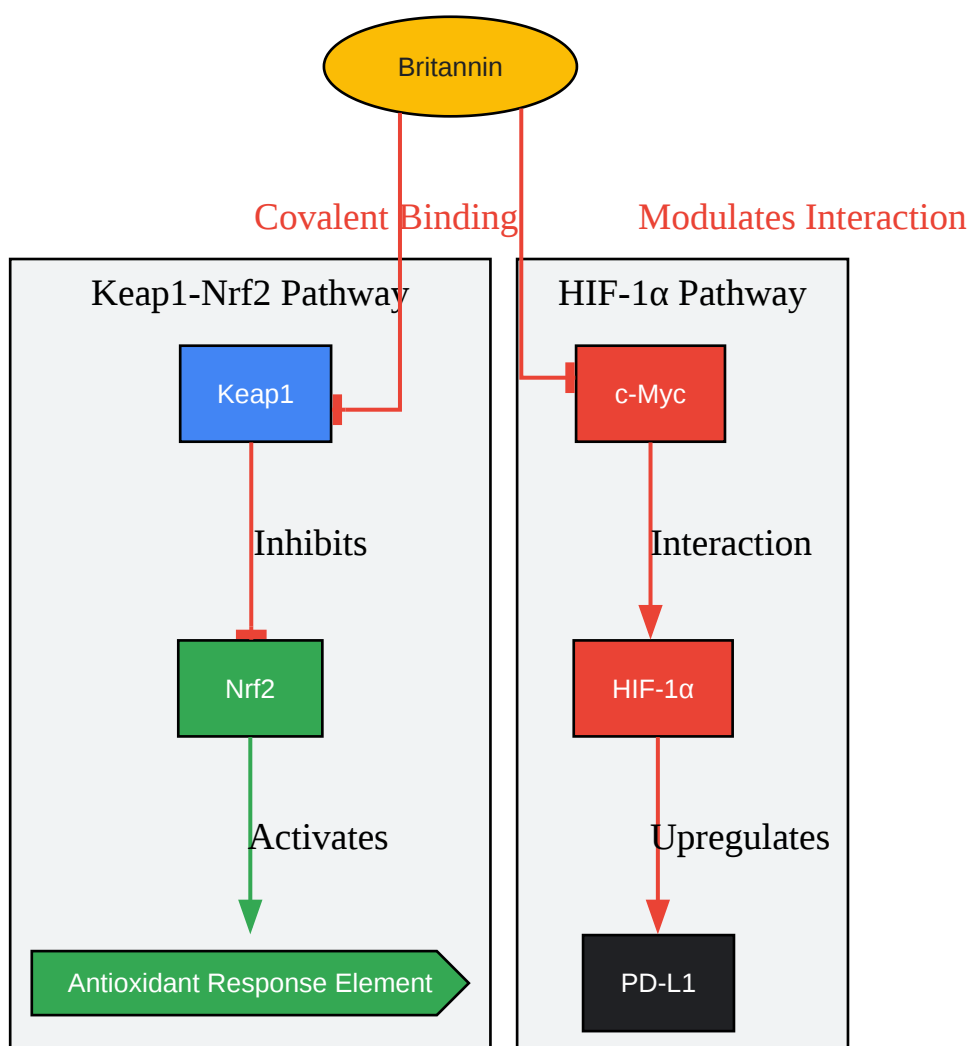 Britannin
Covalent Binding
Modulates Interaction
Keap1-Nrf2 Pathway
HIF-1α Pathway
Keap1
c-Myc
Inhibits
Interaction
Nrf2
HIF-1α
Activates
Upregulates
Antioxidant Response Element
PD-L1